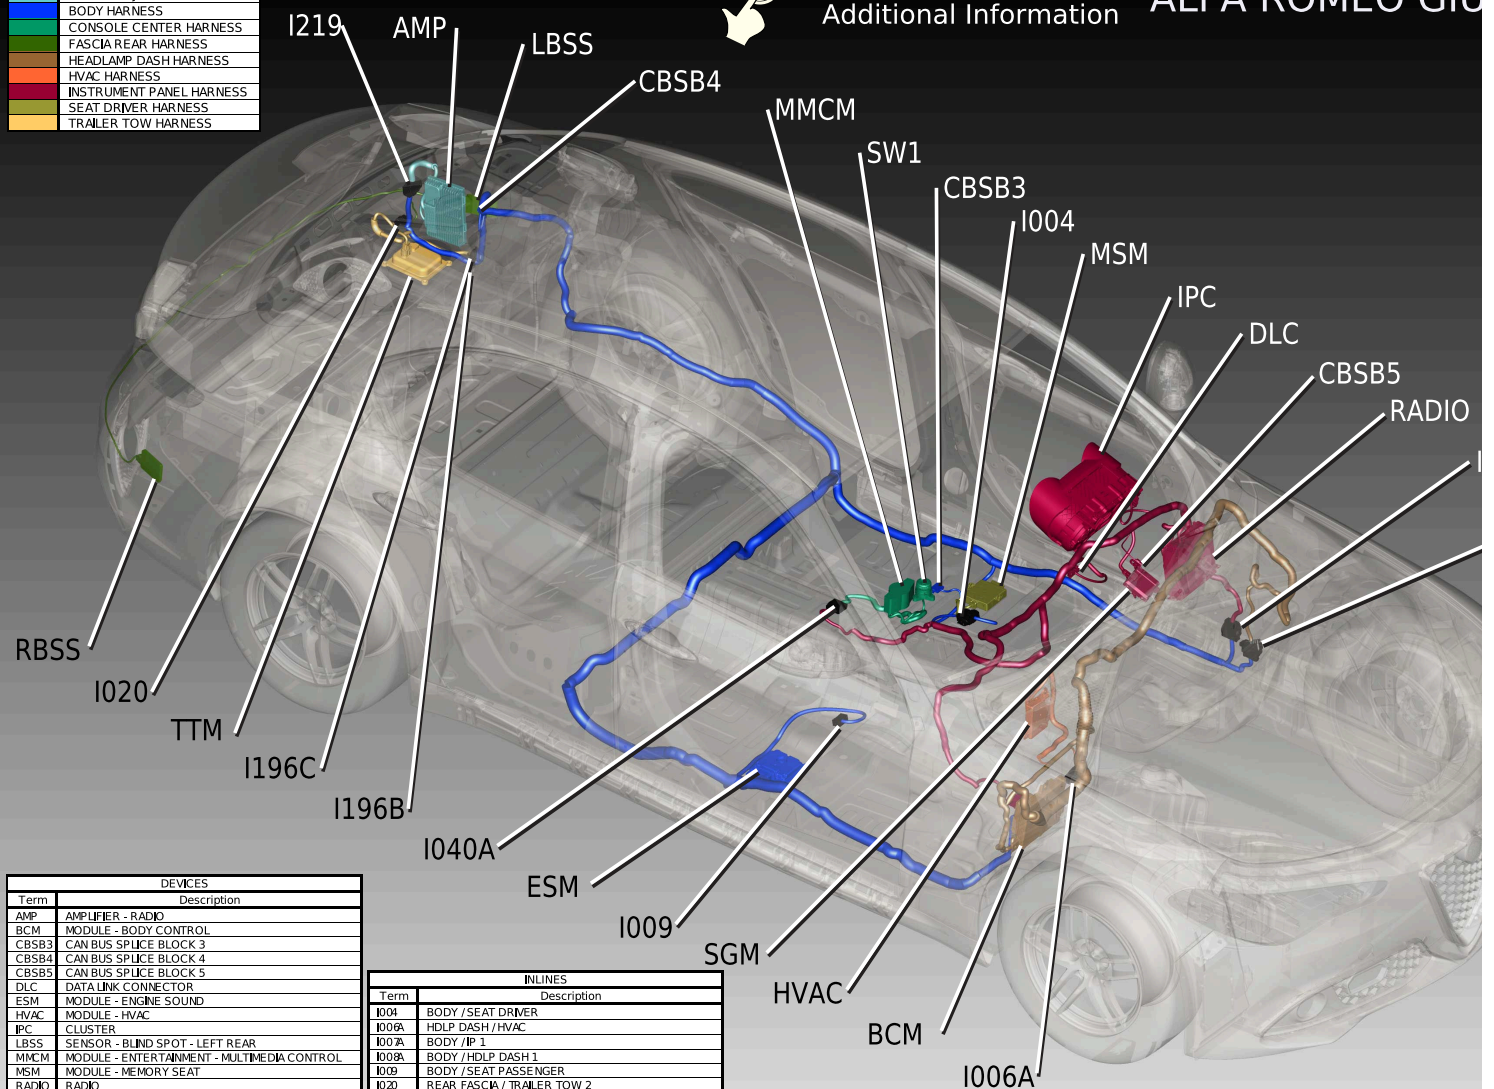 BODY HARNESS
CONSOLE CENTER HARNESS
FASCIA REAR HARNESS
HEADLAMP DASH HARNESS
HVAC HARNESS
INSTRUMENT PANEL HARNESS
SEAT DRIVER HARNESS
TRAILER TOW HARNESS
Additional Information
ALFA ROMEO GIU
I219
AMP
LBSS
CBSB4
MMCM
SW1
CBSB3
I004
MSM
IPC
DLC
CBSB5
RADIO
RBSS
I020
TTM
I196C
I196B
I040A
ESM
I009
SGM
HVAC
BCM
I006A
DEVICES
Term Description
AMP AMPLIFIER - RADIO
BCM MODULE - BODY CONTROL
CBSB3 CAN BUS SPLICE BLOCK 3
CBSB4 CAN BUS SPLICE BLOCK 4
CBSB5 CAN BUS SPLICE BLOCK 5
DLC DATA LINK CONNECTOR
ESM MODULE - ENGINE SOUND
HVAC MODULE - HVAC
IPC CLUSTER
LBSS SENSOR - BLIND SPOT - LEFT REAR
MMCM MODULE - ENTERTAINMENT - MULTIMEDIA CONTROL
MSM MODULE - MEMORY SEAT
RADIO RADIO
INLINES
Term Description
I004 BODY / SEAT DRIVER
I006A HDLP DASH / HVAC
I007A BODY / IP 1
I008A BODY / HDLP DASH 1
I009 BODY / SEAT PASSENGER
I020 REAR FASCIA / TRAILER TOW 2